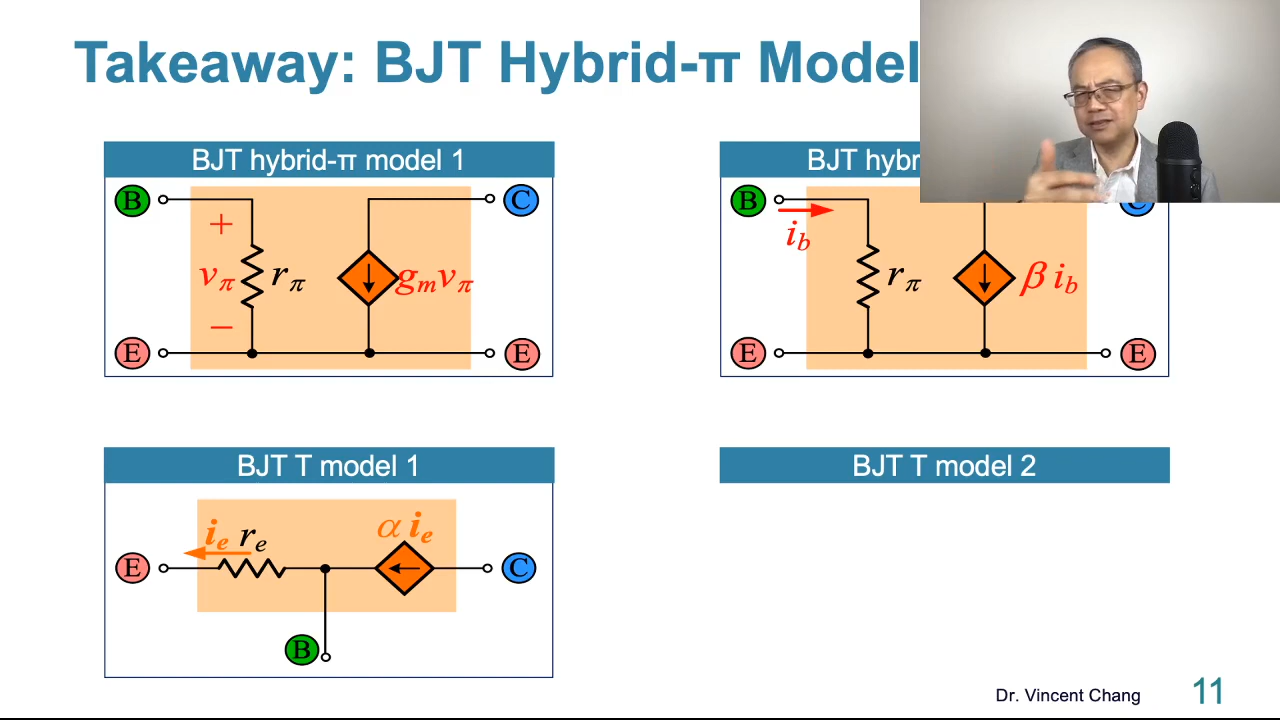 Takeaway: BJT Hybrid-π Model
BJT hybrid-π model 1
B
C
+
vπ
rπ
gmvπ
−
E
E
BJT hybr
B
C
ib
rπ
β ib
E
E
BJT T model 1
ie
re
α ie
E
C
B
BJT T model 2
Dr. Vincent Chang
11